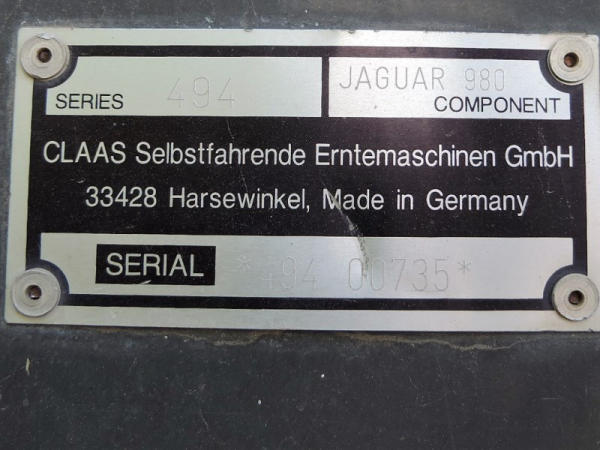 SERIES 494
JAGUAR 980
COMPONENT
CLAAS Selbstfahrende Erntemaschinen GmbH
33428 Harsewinkel, Made in Germany
SERIAL *494 00735*